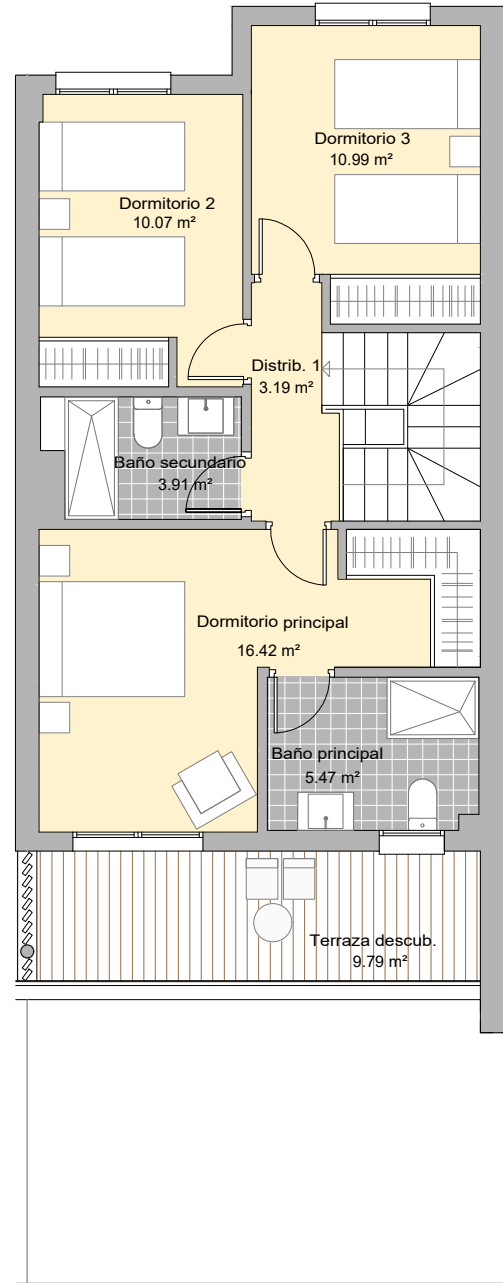 Dormitorio 3
10.99 m²
Dormitorio 2
10.07 m²
Distrib. 1
3.19 m²
Baño secundario
3.91 m²
Dormitorio principal
16.42 m²
Baño principal
5.47 m²
Terraza descub.
9.79 m²